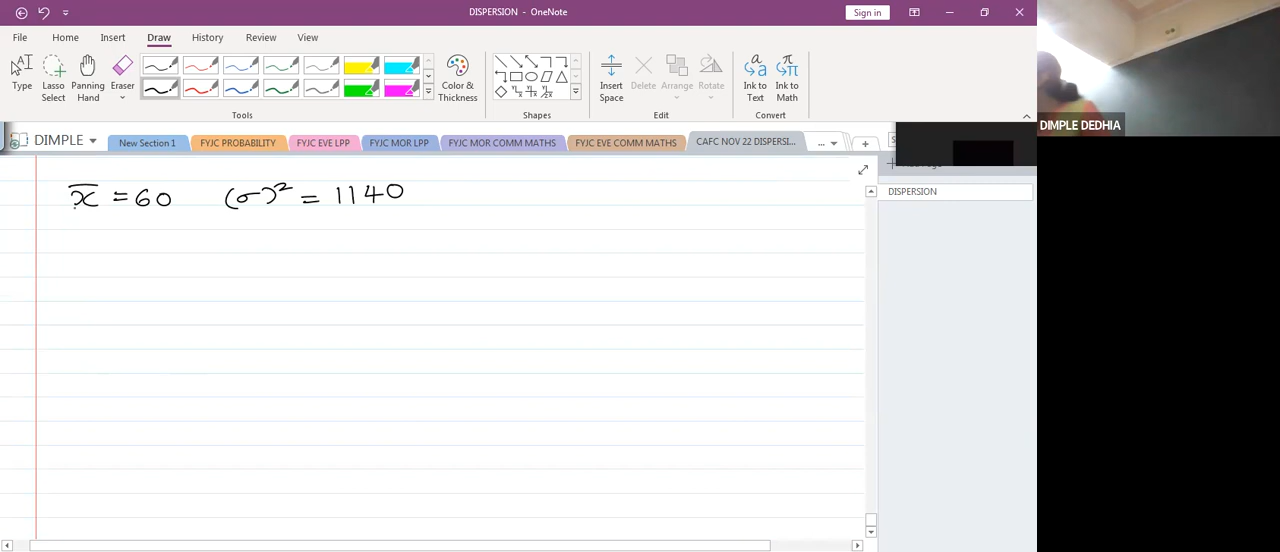 DISPERSION - OneNote
Sign in
File Home Insert Draw History Review View
Type Lasso Select Panning Hand Eraser Color & Thickness Insert Space Delete Arrange Rotate Ink to Text Ink to Math
Tools Shapes Edit Convert
DIMPLE New Section 1 FYJC PROBABILITY FYJC EVE LPP FYJC MOR LPP FYJC MOR COMM MATHS FYJC EVE COMM MATHS CAFC NOV 22 DISPERSI... ...
DISPERSION
x̅ = 60 (σ)² = 1140
DIMPLE DEDHIA